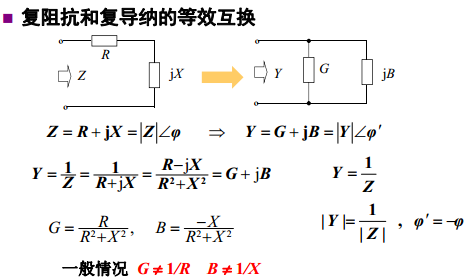 ■ 复阻抗和复导纳的等效互换
R
Z jX Y G jB
Z = R + jX = |Z|∠φ ⇒ Y = G + jB = |Y|∠φ′
Y = 1/Z = 1/(R+jX) = (R−jX)/(R²+X²) = G + jB Y = 1/Z
G = R/(R²+X²), B = −X/(R²+X²) |Y| = 1/|Z| , φ′ = −φ
一般情况 G ≠ 1/R B ≠ 1/X